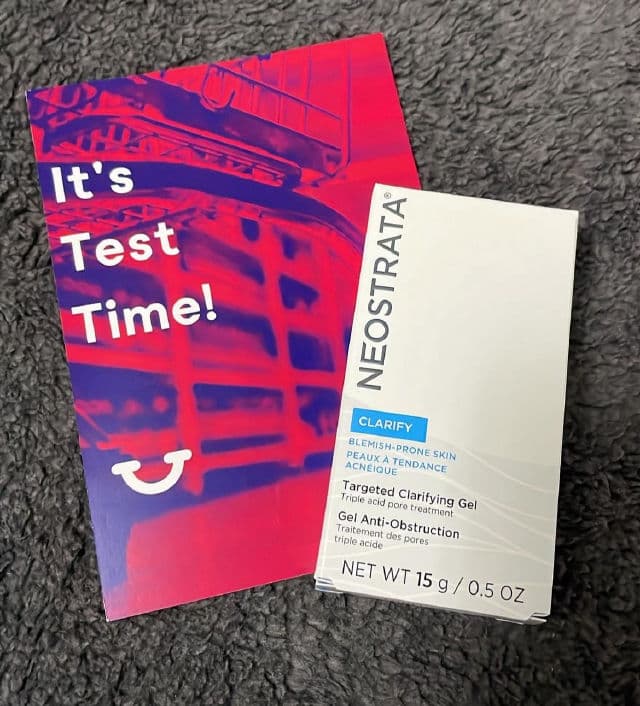 It's
Test
Time!
NEOSTRATA®
CLARIFY
BLEMISH-PRONE SKIN
PEAUX À TENDANCE
ACNÉIQUE
Targeted Clarifying Gel
Triple acid pore treatment
Gel Anti-Obstruction
Traitement des pores
triple acide
NET WT 15 g / 0.5 OZ